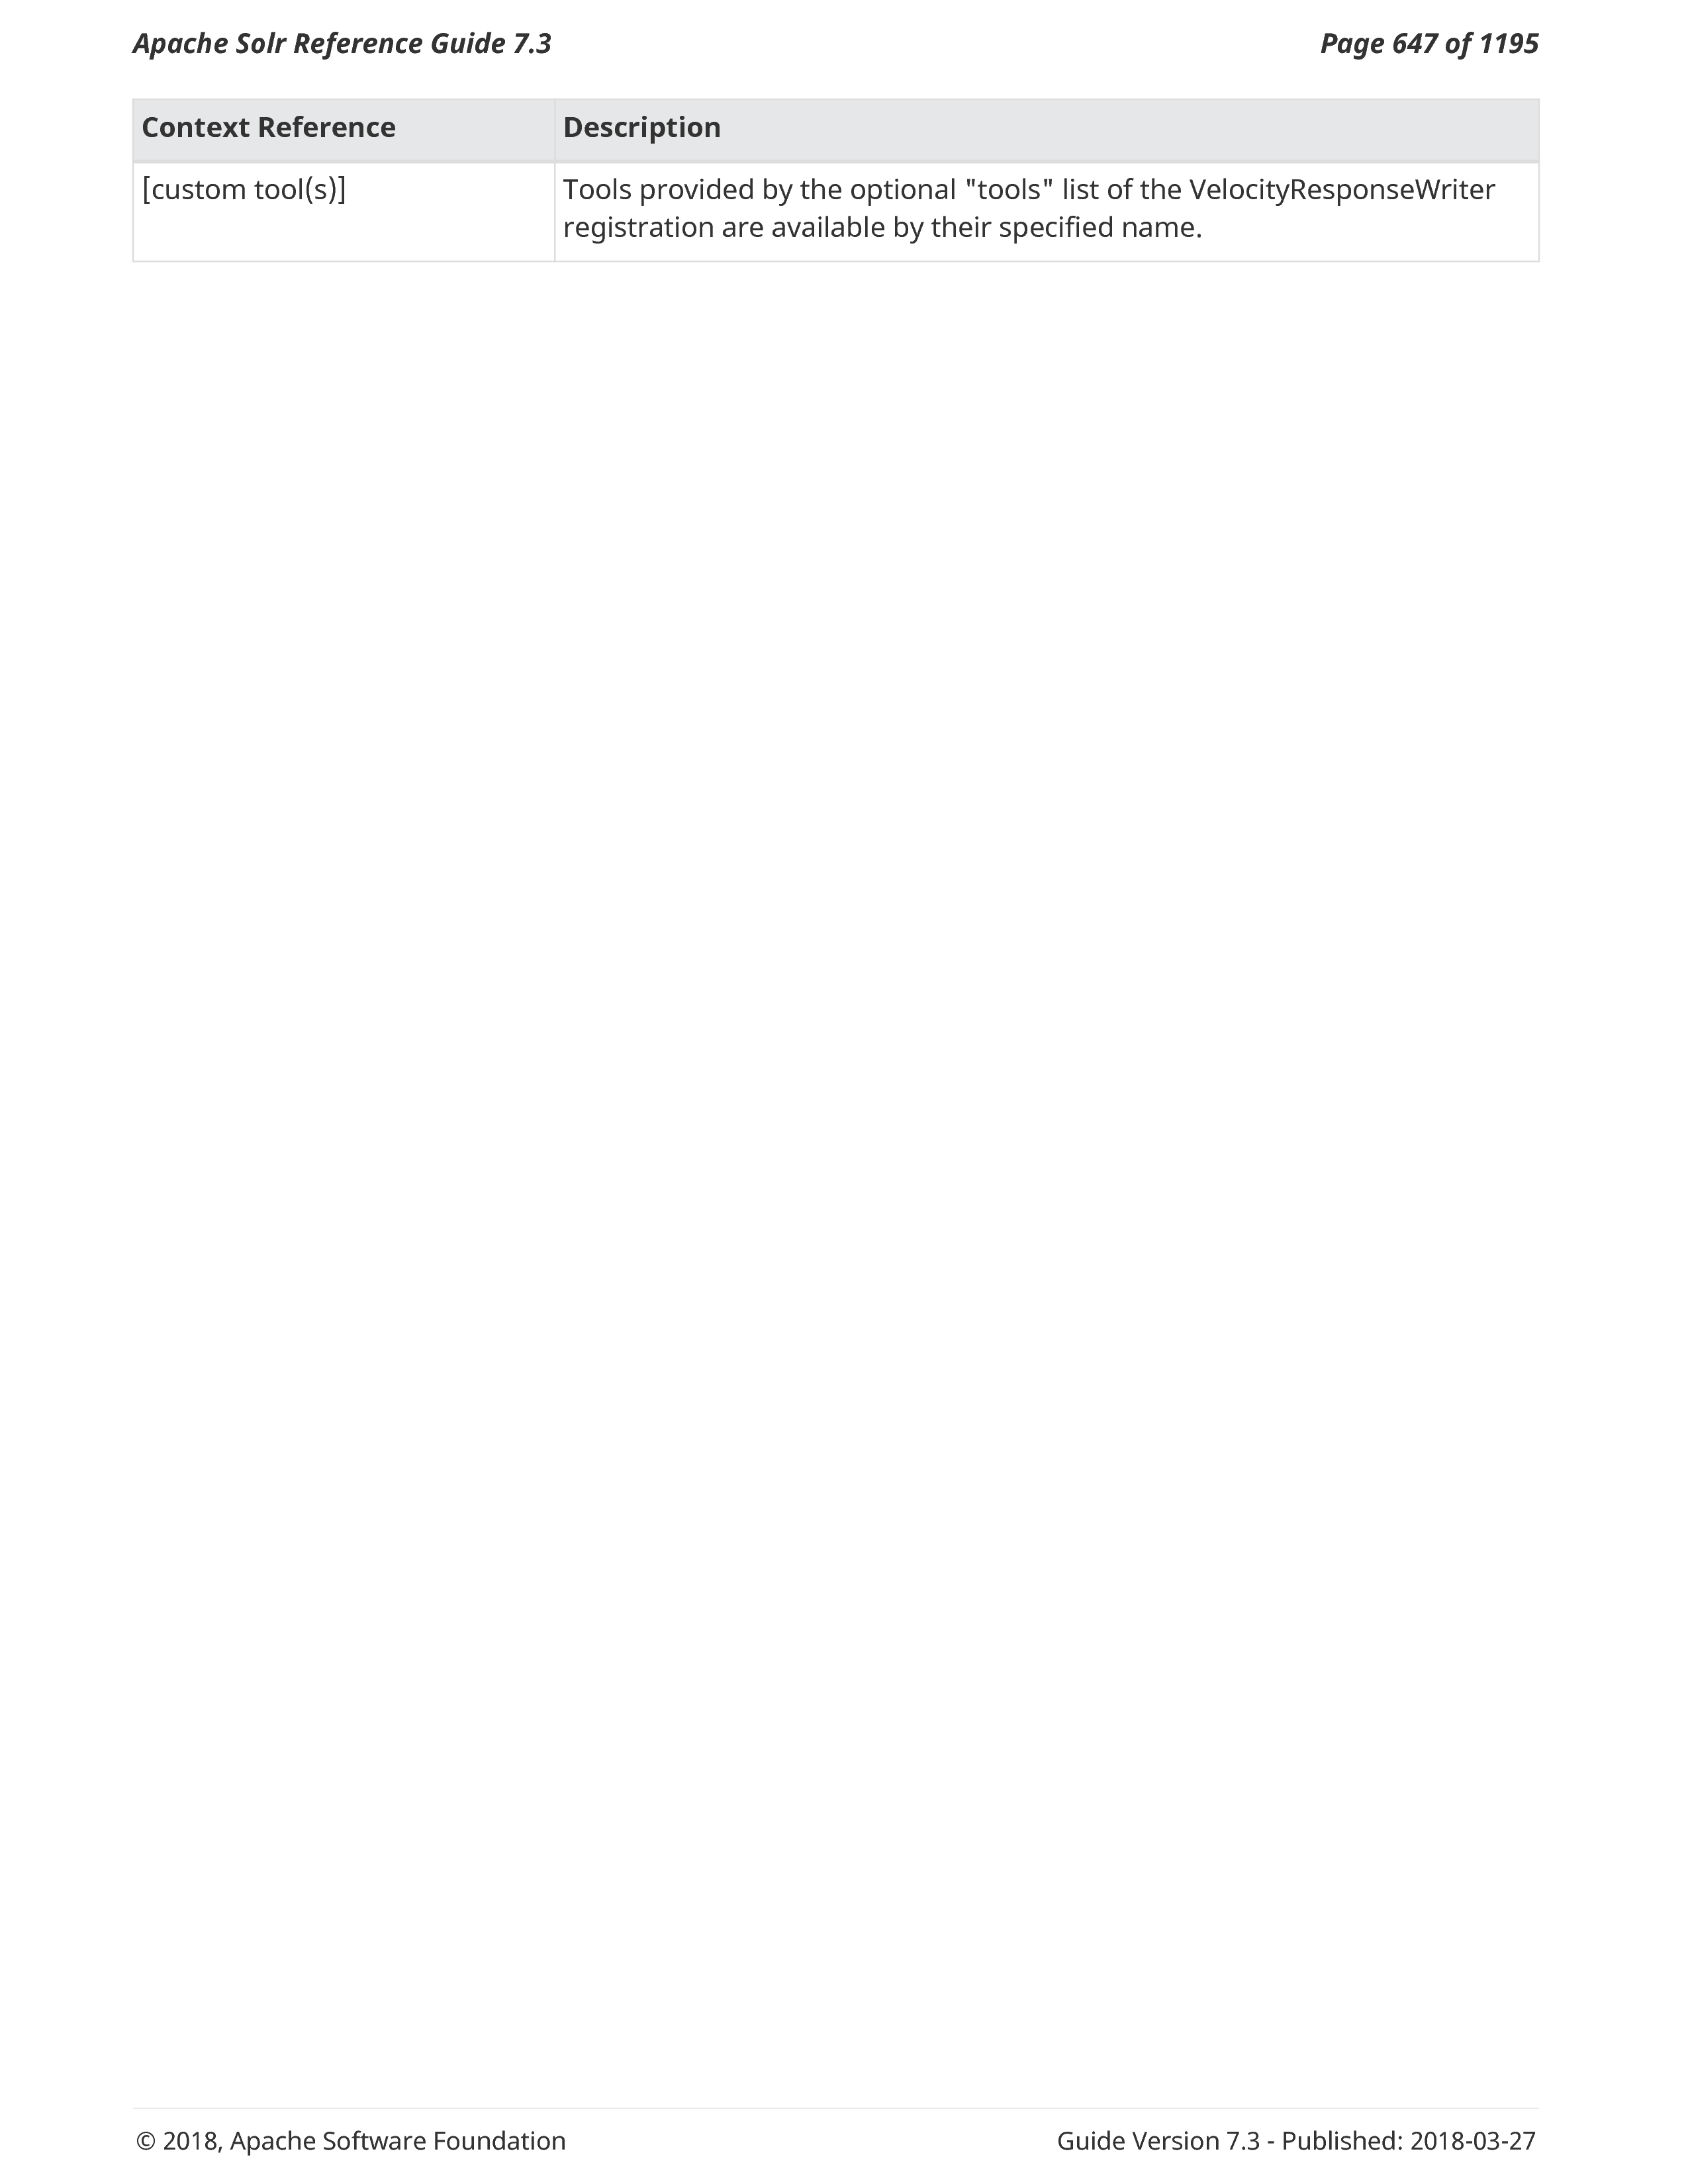 Apache Solr Reference Guide 7.3
Page 647 of 1195
Context Reference
Description
[custom tool(s)]
Tools provided by the optional "tools" list of the VelocityResponseWriter
registration are available by their specified name.
© 2018, Apache Software Foundation
Guide Version 7.3 - Published: 2018-03-27